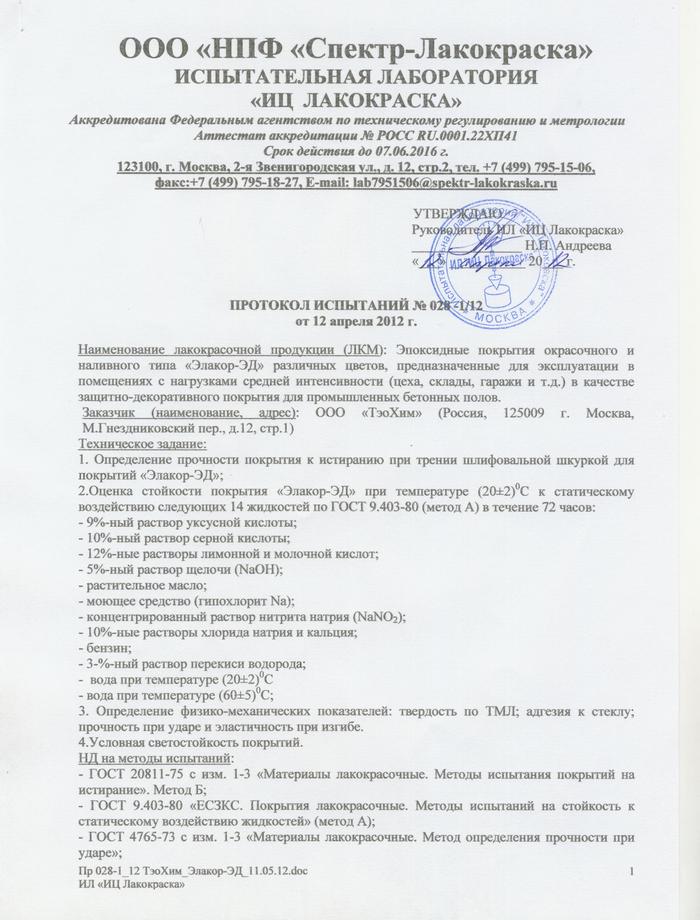 ООО «НПФ «Спектр-Лакокраска»
ИСПЫТАТЕЛЬНАЯ ЛАБОРАТОРИЯ
«ИЦ ЛАКОКРАСКА»
Аккредитована Федеральным агентством по техническому регулированию и метрологии
Аттестат аккредитации № РОСС RU.0001.22ХП41
Срок действия до 07.06.2016 г.
123100, г. Москва, 2-я Звенигородская ул., д. 12, стр.2, тел. +7 (499) 795-15-06,
факс:+7 (499) 795-18-27, E-mail: lab7951506@spektr-lakokraska.ru
УТВЕРЖДАЮ
Руководитель ИЛ «ИЦ Лакокраска»
Н.П. Андреева
«12» апреля 2012 г.
ИЛ "ИЦ Лакокраска"
МОСКВА
ПРОТОКОЛ ИСПЫТАНИЙ № 028 -1/12
от 12 апреля 2012 г.
Наименование лакокрасочной продукции (ЛКМ): Эпоксидные покрытия окрасочного и
наливного типа «Элакор-ЭД» различных цветов, предназначенные для эксплуатации в
помещениях с нагрузками средней интенсивности (цеха, склады, гаражи и т.д.) в качестве
защитно-декоративного покрытия для промышленных бетонных полов.
Заказчик (наименование, адрес): ООО «ТэоХим» (Россия, 125009 г. Москва,
М.Гнездниковский пер., д.12, стр.1)
Техническое задание:
1. Определение прочности покрытия к истиранию при трении шлифовальной шкуркой для
покрытий «Элакор-ЭД»;
2.Оценка стойкости покрытия «Элакор-ЭД» при температуре (20±2)⁰С к статическому
воздействию следующих 14 жидкостей по ГОСТ 9.403-80 (метод А) в течение 72 часов:
- 9%-ный раствор уксусной кислоты;
- 10%-ный раствор серной кислоты;
- 12%-ные растворы лимонной и молочной кислот;
- 5%-ный раствор щелочи (NaOH);
- растительное масло;
- моющее средство (гипохлорит Na);
- концентрированный раствор нитрита натрия (NaNO₂);
- 10%-ные растворы хлорида натрия и кальция;
- бензин;
- 3-%-ный раствор перекиси водорода;
- вода при температуре (20±2)⁰С
- вода при температуре (60±5)⁰С;
3. Определение физико-механических показателей: твердость по ТМЛ; адгезия к стеклу;
прочность при ударе и эластичность при изгибе.
4.Условная светостойкость покрытий.
НД на методы испытаний:
- ГОСТ 20811-75 с изм. 1-3 «Материалы лакокрасочные. Методы испытания покрытий на
истирание». Метод Б;
- ГОСТ 9.403-80 «ЕСЗКС. Покрытия лакокрасочные. Методы испытаний на стойкость к
статическому воздействию жидкостей» (метод А);
- ГОСТ 4765-73 с изм. 1-3 «Материалы лакокрасочные. Метод определения прочности при
ударе»;
Пр 028-1_12 ТэоХим_Элакор-ЭД_11.05.12.doc 1
ИЛ «ИЦ Лакокраска»